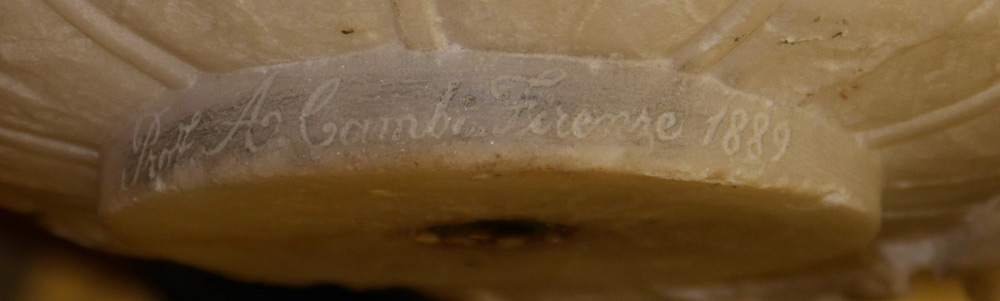 Prof. A. Cambi Firenze 1889